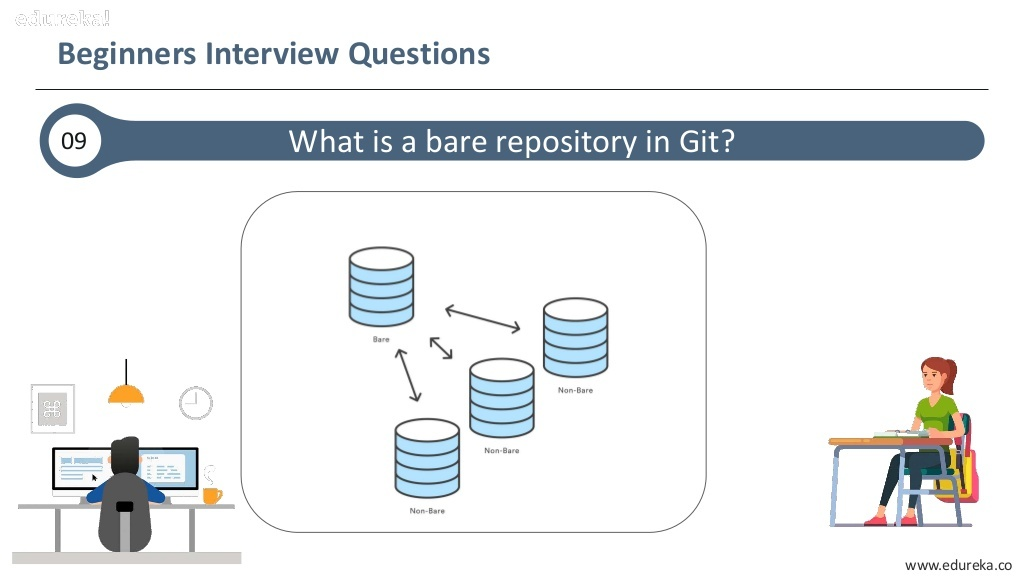 edureka!
Beginners Interview Questions
09
What is a bare repository in Git?
Bare
Non-Bare
Non-Bare
Non-Bare
www.edureka.co